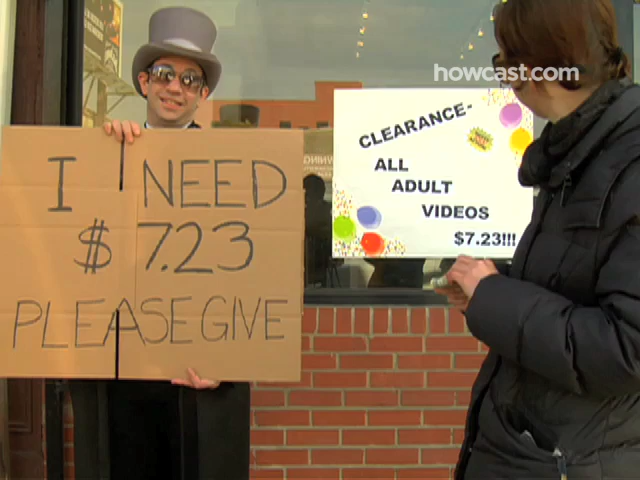 howcast.com
I NEED
$7.23
PLEASE GIVE
CLEARANCE-
ALL
ADULT
VIDEOS
$7.23!!!